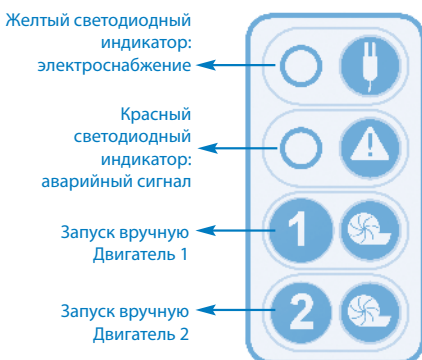 Желтый светодиодный
индикатор:
электроснабжение
Красный
светодиодный
индикатор:
аварийный сигнал
Запуск вручную
Двигатель 1
1
Запуск вручную
Двигатель 2
2